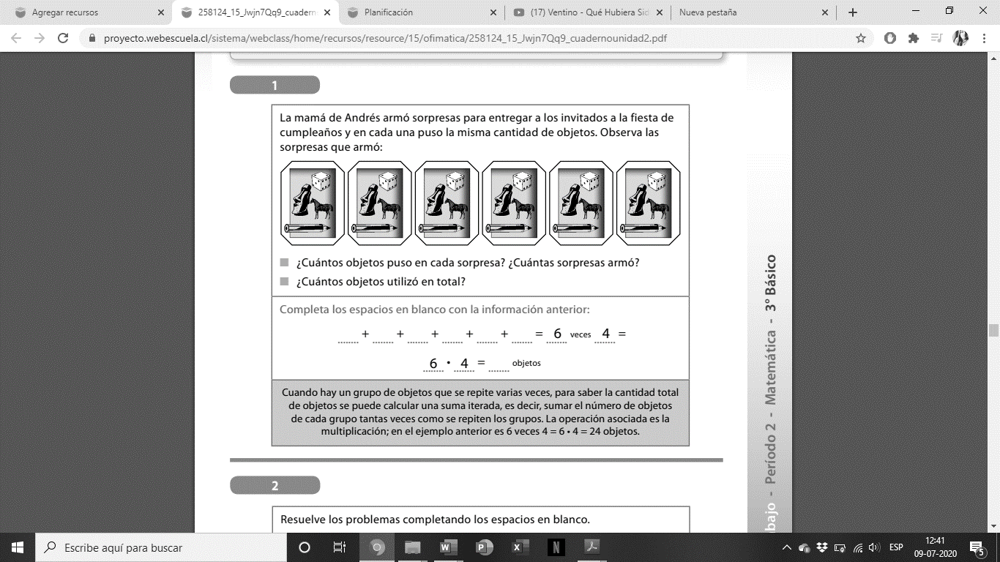 Agregar recursos
258124_15_Jwjn7Qq9_cuaderno
Planificación
(17) Ventino - Qué Hubiera Sid
Nueva pestaña
proyecto.webescuela.cl/sistema/webclass/home/recursos/resource/15/ofimatica/258124_15_Jwjn7Qq9_cuadernounidad2.pdf
1
La mamá de Andrés armó sorpresas para entregar a los invitados a la fiesta de
cumpleaños y en cada una puso la misma cantidad de objetos. Observa las
sorpresas que armó:
¿Cuántos objetos puso en cada sorpresa? ¿Cuántas sorpresas armó?
¿Cuántos objetos utilizó en total?
Completa los espacios en blanco con la información anterior:
...... + ...... + ...... + ...... + ...... + ...... = 6 veces 4 =
6 • 4 = ...... objetos
Cuando hay un grupo de objetos que se repite varias veces, para saber la cantidad total
de objetos se puede calcular una suma iterada, es decir, sumar el número de objetos
de cada grupo tantas veces como se repiten los grupos. La operación asociada es la
multiplicación; en el ejemplo anterior es 6 veces 4 = 6 • 4 = 24 objetos.
bajo - Período 2 - Matemática - 3° Básico
2
Resuelve los problemas completando los espacios en blanco.
Escribe aquí para buscar
ESP
12:41
09-07-2020
5